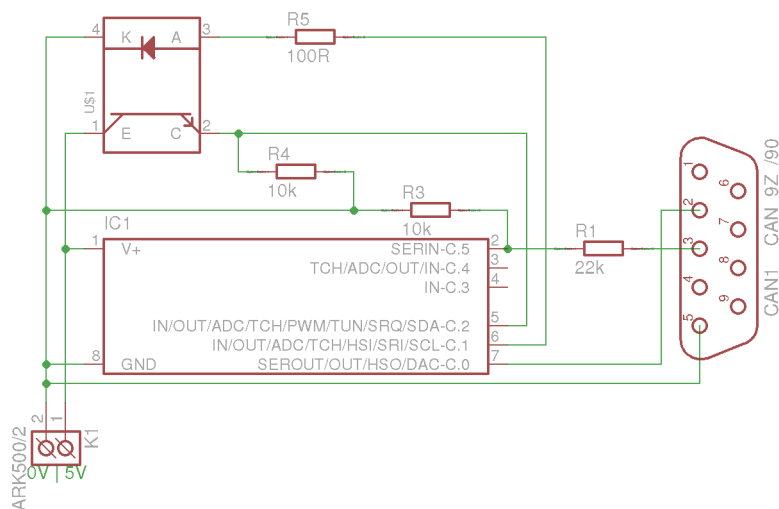 R5
100R
4 K A 3
U$1
1 E C 2
R4
10k
R3
10k
IC1
1 V+ SERIN-C.5 2
TCH/ADC/OUT/IN-C.4 3
IN-C.3 4
IN/OUT/ADC/TCH/PWM/TUN/SRQ/SDA-C.2 5
IN/OUT/ADC/TCH/HSI/SRI/SCL-C.1 6
8 GND SEROUT/OUT/HSO/DAC-C.0 7
R1
22k
1
6
2
7
3
8
4
9
5
CAN 9Z /90
CAN1
2 1
K1
ARK500/2
0V 5V